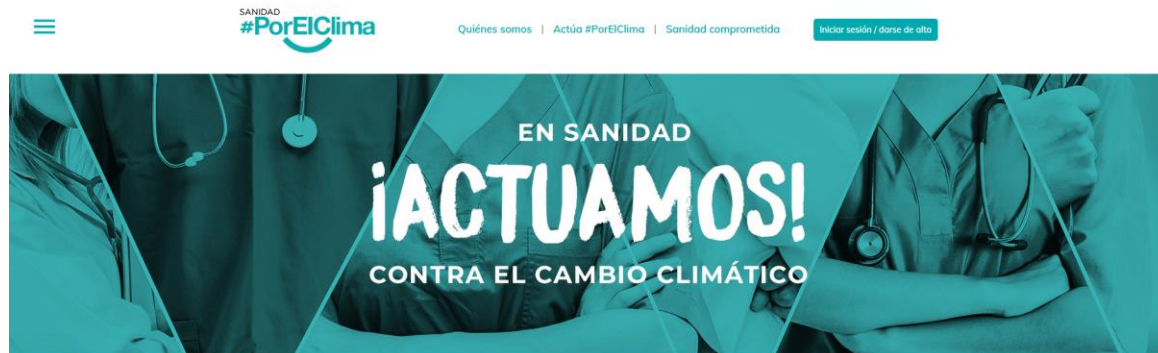 SANIDAD
#PorElClima
Quiénes somos | Actúa #PorElClima | Sanidad comprometida
Iniciar sesión / darse de alta
EN SANIDAD
¡ACTUAMOS!
CONTRA EL CAMBIO CLIMÁTICO